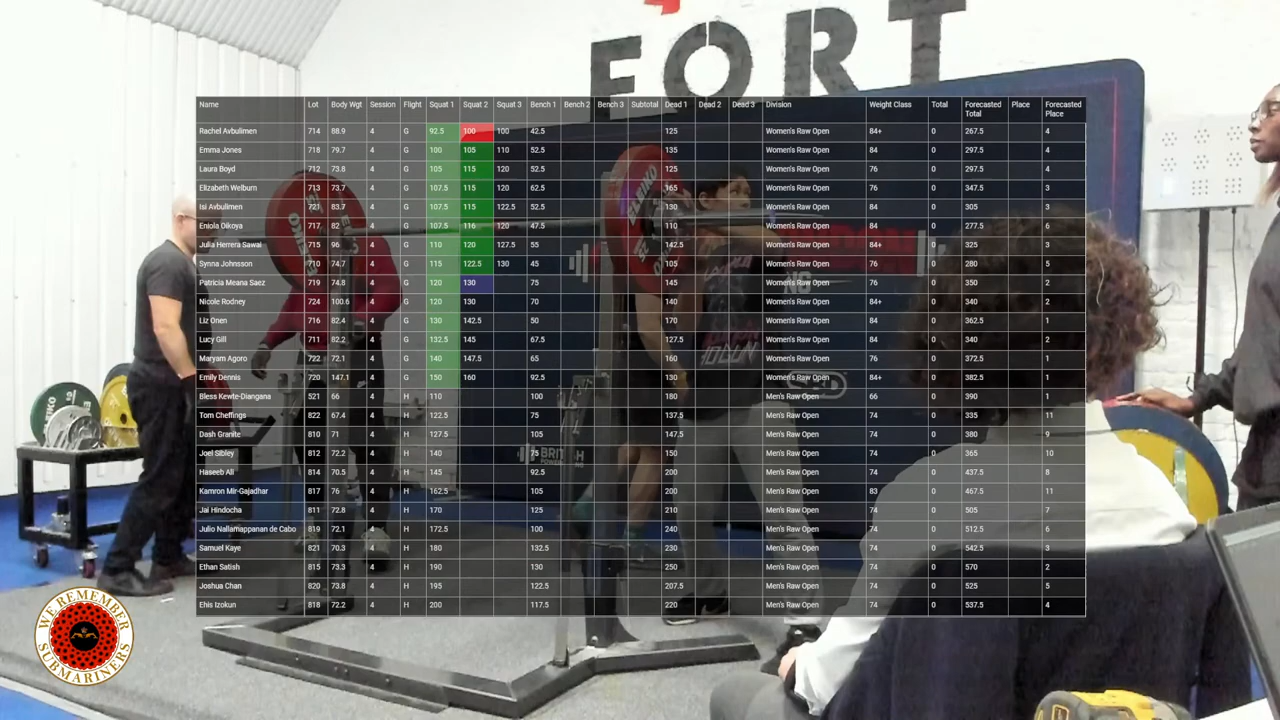 FORT
Name Lot Body Wgt Session Flight Squat 1 Squat 2 Squat 3 Bench 1 Bench 2 Bench 3 Subtotal Dead 1 Dead 2 Dead 3 Division Weight Class Total Forecasted Total Place Forecasted Place
Rachel Avbulimen 714 88.9 4 G 92.5 100 100 42.5 125 Women's Raw Open 84+ 0 267.5 4
Emma Jones 718 79.7 4 G 100 105 110 52.5 135 Women's Raw Open 84 0 297.5 4
Laura Boyd 712 73.8 4 G 105 115 120 52.5 125 Women's Raw Open 76 0 297.5 4
Elizabeth Welburn 713 73.7 4 G 107.5 115 120 62.5 165 Women's Raw Open 76 0 347.5 3
Isi Avbulimen 721 83.7 4 G 107.5 115 122.5 52.5 130 Women's Raw Open 84 0 305 3
Eniola Oikoya 717 82 4 G 107.5 116 120 47.5 110 Women's Raw Open 84 0 277.5 6
Julia Herrera Sawai 715 96 4 G 110 120 127.5 55 142.5 Women's Raw Open 84+ 0 325 3
Synna Johnsson 710 74.7 4 G 115 122.5 130 45 105 Women's Raw Open 76 0 280 5
Patricia Meana Saez 719 74.8 4 G 120 130 75 145 Women's Raw Open 76 0 350 2
Nicole Rodney 724 100.6 4 G 120 130 70 140 Women's Raw Open 84+ 0 340 2
Liz Onen 716 82.4 4 G 130 142.5 50 170 Women's Raw Open 84 0 362.5 1
Lucy Gill 711 82.2 4 G 132.5 145 67.5 127.5 Women's Raw Open 84 0 340 2
Maryam Agoro 722 72.1 4 G 140 147.5 65 160 Women's Raw Open 76 0 372.5 1
Emily Dennis 720 147.1 4 G 150 160 92.5 130 Women's Raw Open 84+ 0 382.5 1
Bless Kewte-Diangana 521 66 4 H 110 100 180 Men's Raw Open 66 0 390 1
Tom Cheffings 822 67.4 4 H 122.5 75 137.5 Men's Raw Open 74 0 335 11
Dash Granite 810 71 4 H 127.5 105 147.5 Men's Raw Open 74 0 380 9
Joel Sibley 812 72.2 4 H 140 75 150 Men's Raw Open 74 0 365 10
Haseeb Ali 814 70.5 4 H 145 92.5 200 Men's Raw Open 74 0 437.5 8
Kamron Mir-Gajadhar 817 76 4 H 162.5 105 200 Men's Raw Open 83 0 467.5 11
Jai Hindocha 811 72.8 4 H 170 125 210 Men's Raw Open 74 0 505 7
Julio Nallamappanan de Cabo 819 72.1 4 H 172.5 100 240 Men's Raw Open 74 0 512.5 6
Samuel Kaye 821 70.3 4 H 180 132.5 230 Men's Raw Open 74 0 542.5 3
Ethan Satish 815 73.3 4 H 190 130 250 Men's Raw Open 74 0 570 2
Joshua Chan 820 73.8 4 H 195 122.5 207.5 Men's Raw Open 74 0 525 5
Ehis Izokun 818 72.2 4 H 200 117.5 220 Men's Raw Open 74 0 537.5 4
ELEIKO
SBD
BRITISH
WE REMEMBER
SUBMARINERS